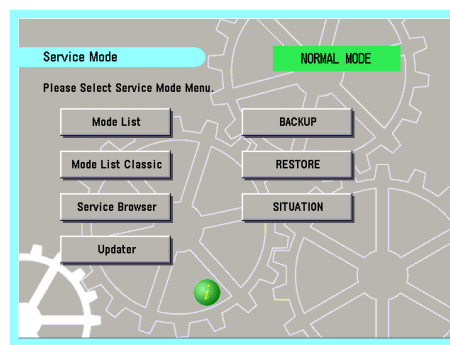 Service Mode
NORMAL MODE
Please Select Service Mode Menu.
Mode List
BACKUP
Mode List Classic
RESTORE
Service Browser
SITUATION
Updater
i